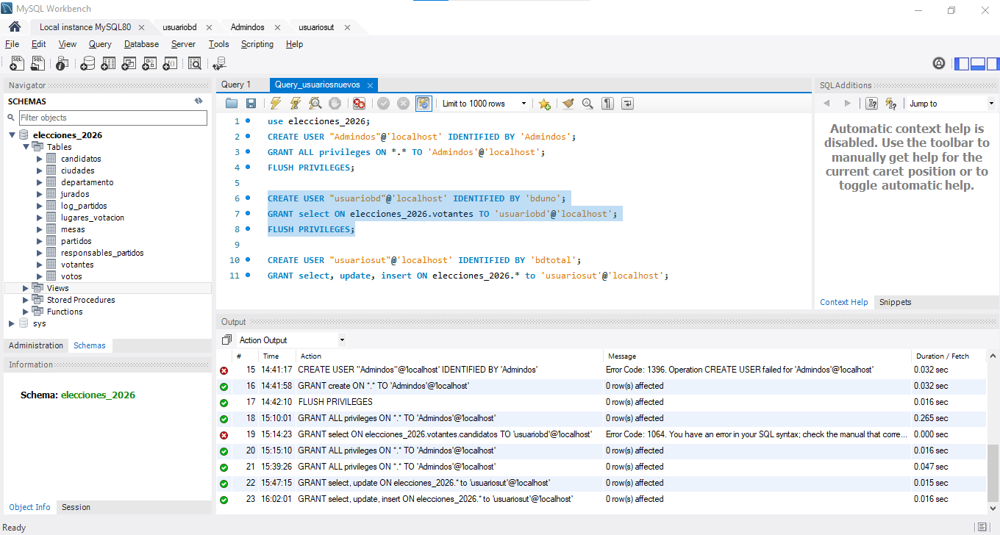 MySQL Workbench
Local instance MySQL80
usuariobd
Admindos
usuariosut
File Edit View Query Database Server Tools Scripting Help
Navigator
SCHEMAS
Filter objects
elecciones_2026
Tables
candidatos
ciudades
departamento
jurados
log_partidos
lugares_votacion
mesas
partidos
responsables_partidos
votantes
votos
Views
Stored Procedures
Functions
sys
Administration Schemas
Information
Schema: elecciones_2026
Object Info Session
Ready
Query 1
Query_usuariosnuevos
Limit to 1000 rows
1 use elecciones_2026;
2 CREATE USER "Admindos"@'localhost' IDENTIFIED BY 'Admindos';
3 GRANT ALL privileges ON *.* TO 'Admindos'@'localhost';
4 FLUSH PRIVILEGES;
5
6 CREATE USER "usuariobd"@'localhost' IDENTIFIED BY 'bduno';
7 GRANT select ON elecciones_2026.votantes TO 'usuariobd'@'localhost';
8 FLUSH PRIVILEGES;
9
10 CREATE USER "usuariosut"@'localhost' IDENTIFIED BY 'bdtotal';
11 GRANT select, update, insert ON elecciones_2026.* to 'usuariosut'@'localhost';
SQLAdditions
Jump to
Automatic context help is
disabled. Use the toolbar to
manually get help for the
current caret position or to
toggle automatic help.
Context Help Snippets
Output
Action Output
# Time Action Message Duration / Fetch
15 14:41:17 CREATE USER "Admindos"@'localhost' IDENTIFIED BY 'Admindos' Error Code: 1396. Operation CREATE USER failed for 'Admindos'@'localhost' 0.032 sec
16 14:41:58 GRANT create ON *.* TO 'Admindos'@'localhost' 0 row(s) affected 0.032 sec
17 14:42:10 FLUSH PRIVILEGES 0 row(s) affected 0.016 sec
18 15:10:01 GRANT ALL privileges ON *.* TO 'Admindos'@'localhost' 0 row(s) affected 0.265 sec
19 15:14:23 GRANT select ON elecciones_2026.votantes.candidatos TO 'usuariobd'@'localhost' Error Code: 1064. You have an error in your SQL syntax; check the manual that corre... 0.000 sec
20 15:15:10 GRANT ALL privileges ON *.* TO 'Admindos'@'localhost' 0 row(s) affected 0.016 sec
21 15:39:26 GRANT ALL privileges ON *.* TO 'Admindos'@'localhost' 0 row(s) affected 0.047 sec
22 15:47:15 GRANT select, update ON elecciones_2026.* to 'usuariosut'@'localhost' 0 row(s) affected 0.015 sec
23 16:02:01 GRANT select, update, insert ON elecciones_2026.* to 'usuariosut'@'localhost' 0 row(s) affected 0.016 sec